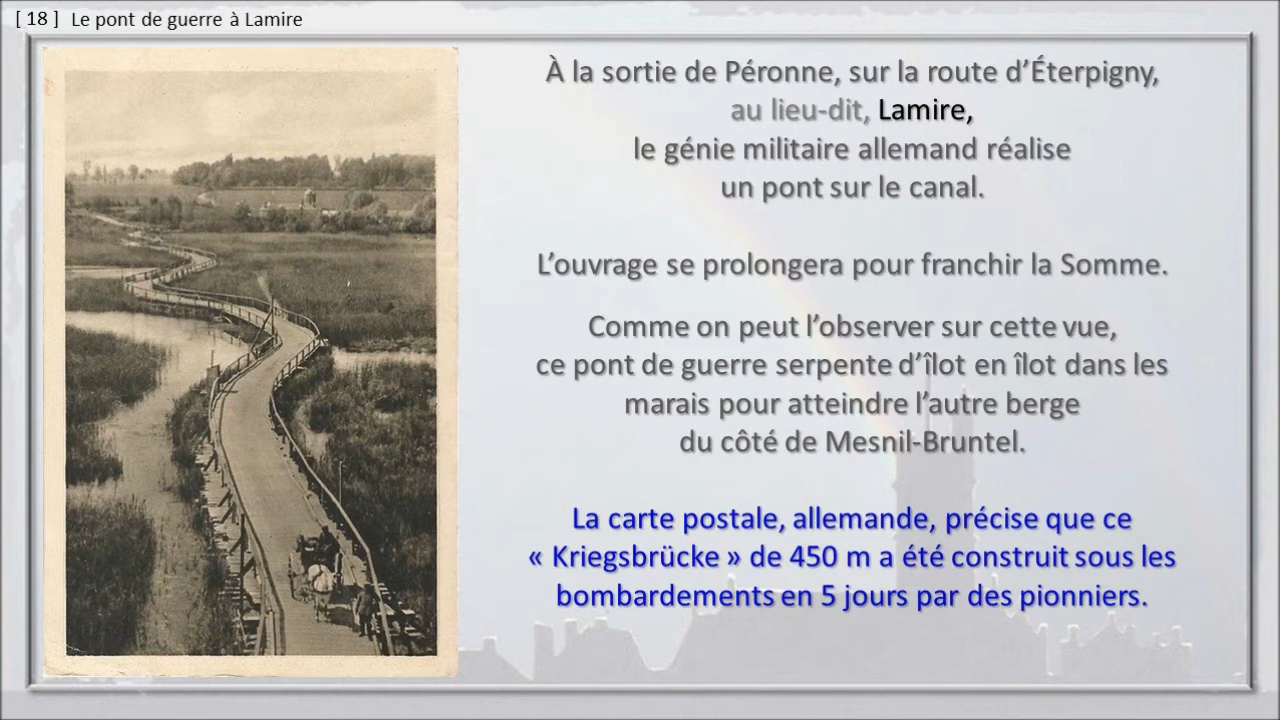 [ 18 ] Le pont de guerre à Lamire
À la sortie de Péronne, sur la route d’Éterpigny,
au lieu-dit, Lamire,
le génie militaire allemand réalise
un pont sur le canal.
L’ouvrage se prolongera pour franchir la Somme.
Comme on peut l’observer sur cette vue,
ce pont de guerre serpente d’îlot en îlot dans les
marais pour atteindre l’autre berge
du côté de Mesnil-Bruntel.
La carte postale, allemande, précise que ce
« Kriegsbrücke » de 450 m a été construit sous les
bombardements en 5 jours par des pionniers.